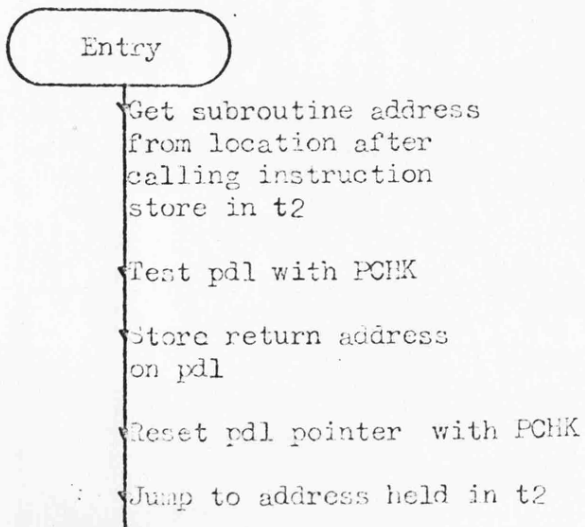 Entry
Get subroutine address
from location after
calling instruction
store in t2
Test pdl with PCHK
Store return address
on pdl
Reset pdl pointer with PCHK
Jump to address held in t2